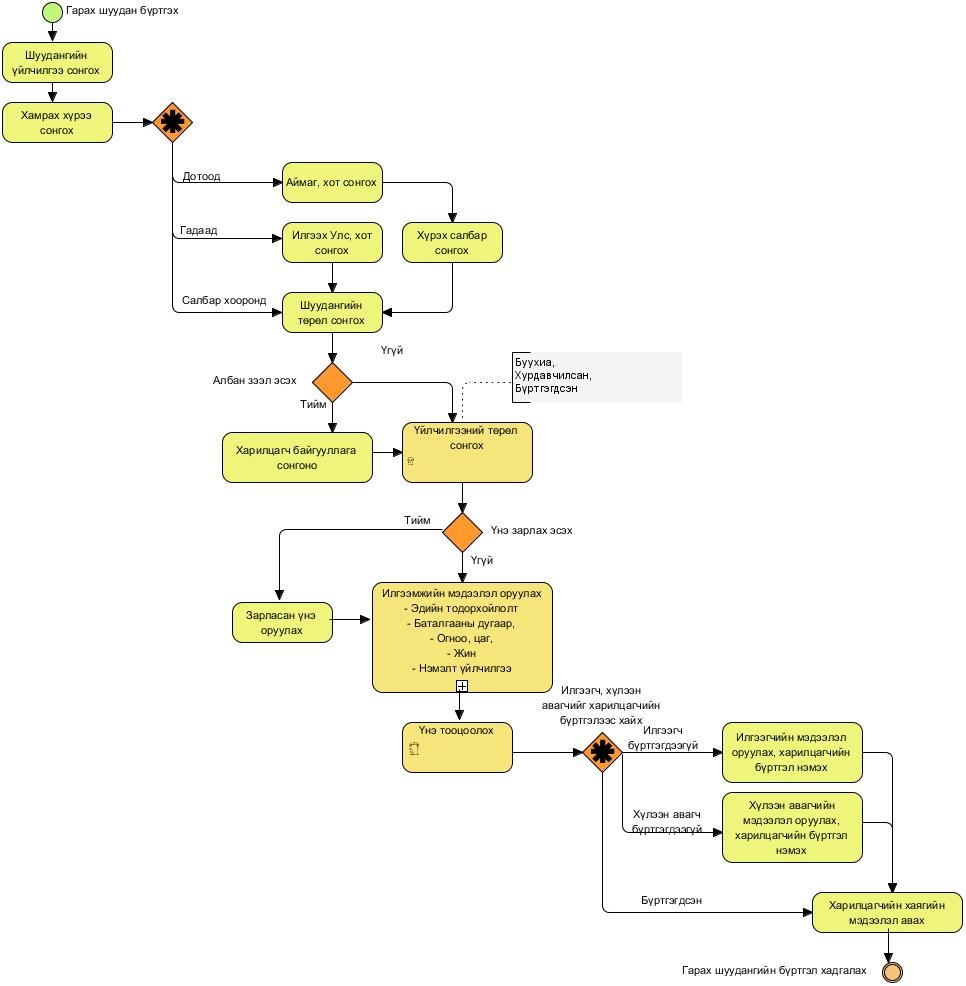 Гарах шуудан бүртгэх
Шуудангийн
үйлчилгээ сонгох
Хамрах хүрээ
сонгох
Дотоод
Аймаг, хот сонгох
Гадаад
Илгээх Улс, хот
сонгох
Хүрэх салбар
сонгох
Салбар хооронд
Шуудангийн
төрөл сонгох
Үгүй
Албан зээл эсэх
Тийм
Буухиа,
Хурдавчилсан,
Бүртгэгдсэн
Харилцагч байгууллага
сонгоно
Үйлчилгээний төрөл
сонгох
Тийм
Үнэ зарлах эсэх
Үгүй
Зарласан үнэ
оруулах
Илгээмжийн мэдээлэл оруулах
- Эдийн тодорхойлолт
- Баталгааны дугаар,
- Огноо, цаг,
- Жин
- Нэмэлт үйлчилгээ
Илгээгч, хүлээн
авагчийг харилцагчийн
бүртгэлээс хайх
Үнэ тооцоолох
Илгээгч
бүртгэгдээгүй
Илгээгчийн мэдээлэл
оруулах, харилцагчийн
бүртгэл нэмэх
Хүлээн авагч
бүртгэгдээгүй
Хүлээн авагчийн
мэдээлэл оруулах,
харилцагчийн бүртгэл
нэмэх
Бүртгэгдсэн
Харилцагчийн хаягийн
мэдээлэл авах
Гарах шуудангийн бүртгэл хадгалах